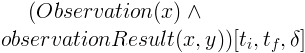 (Observation(x) ∧
observationResult(x, y))[t_i, t_f, δ]